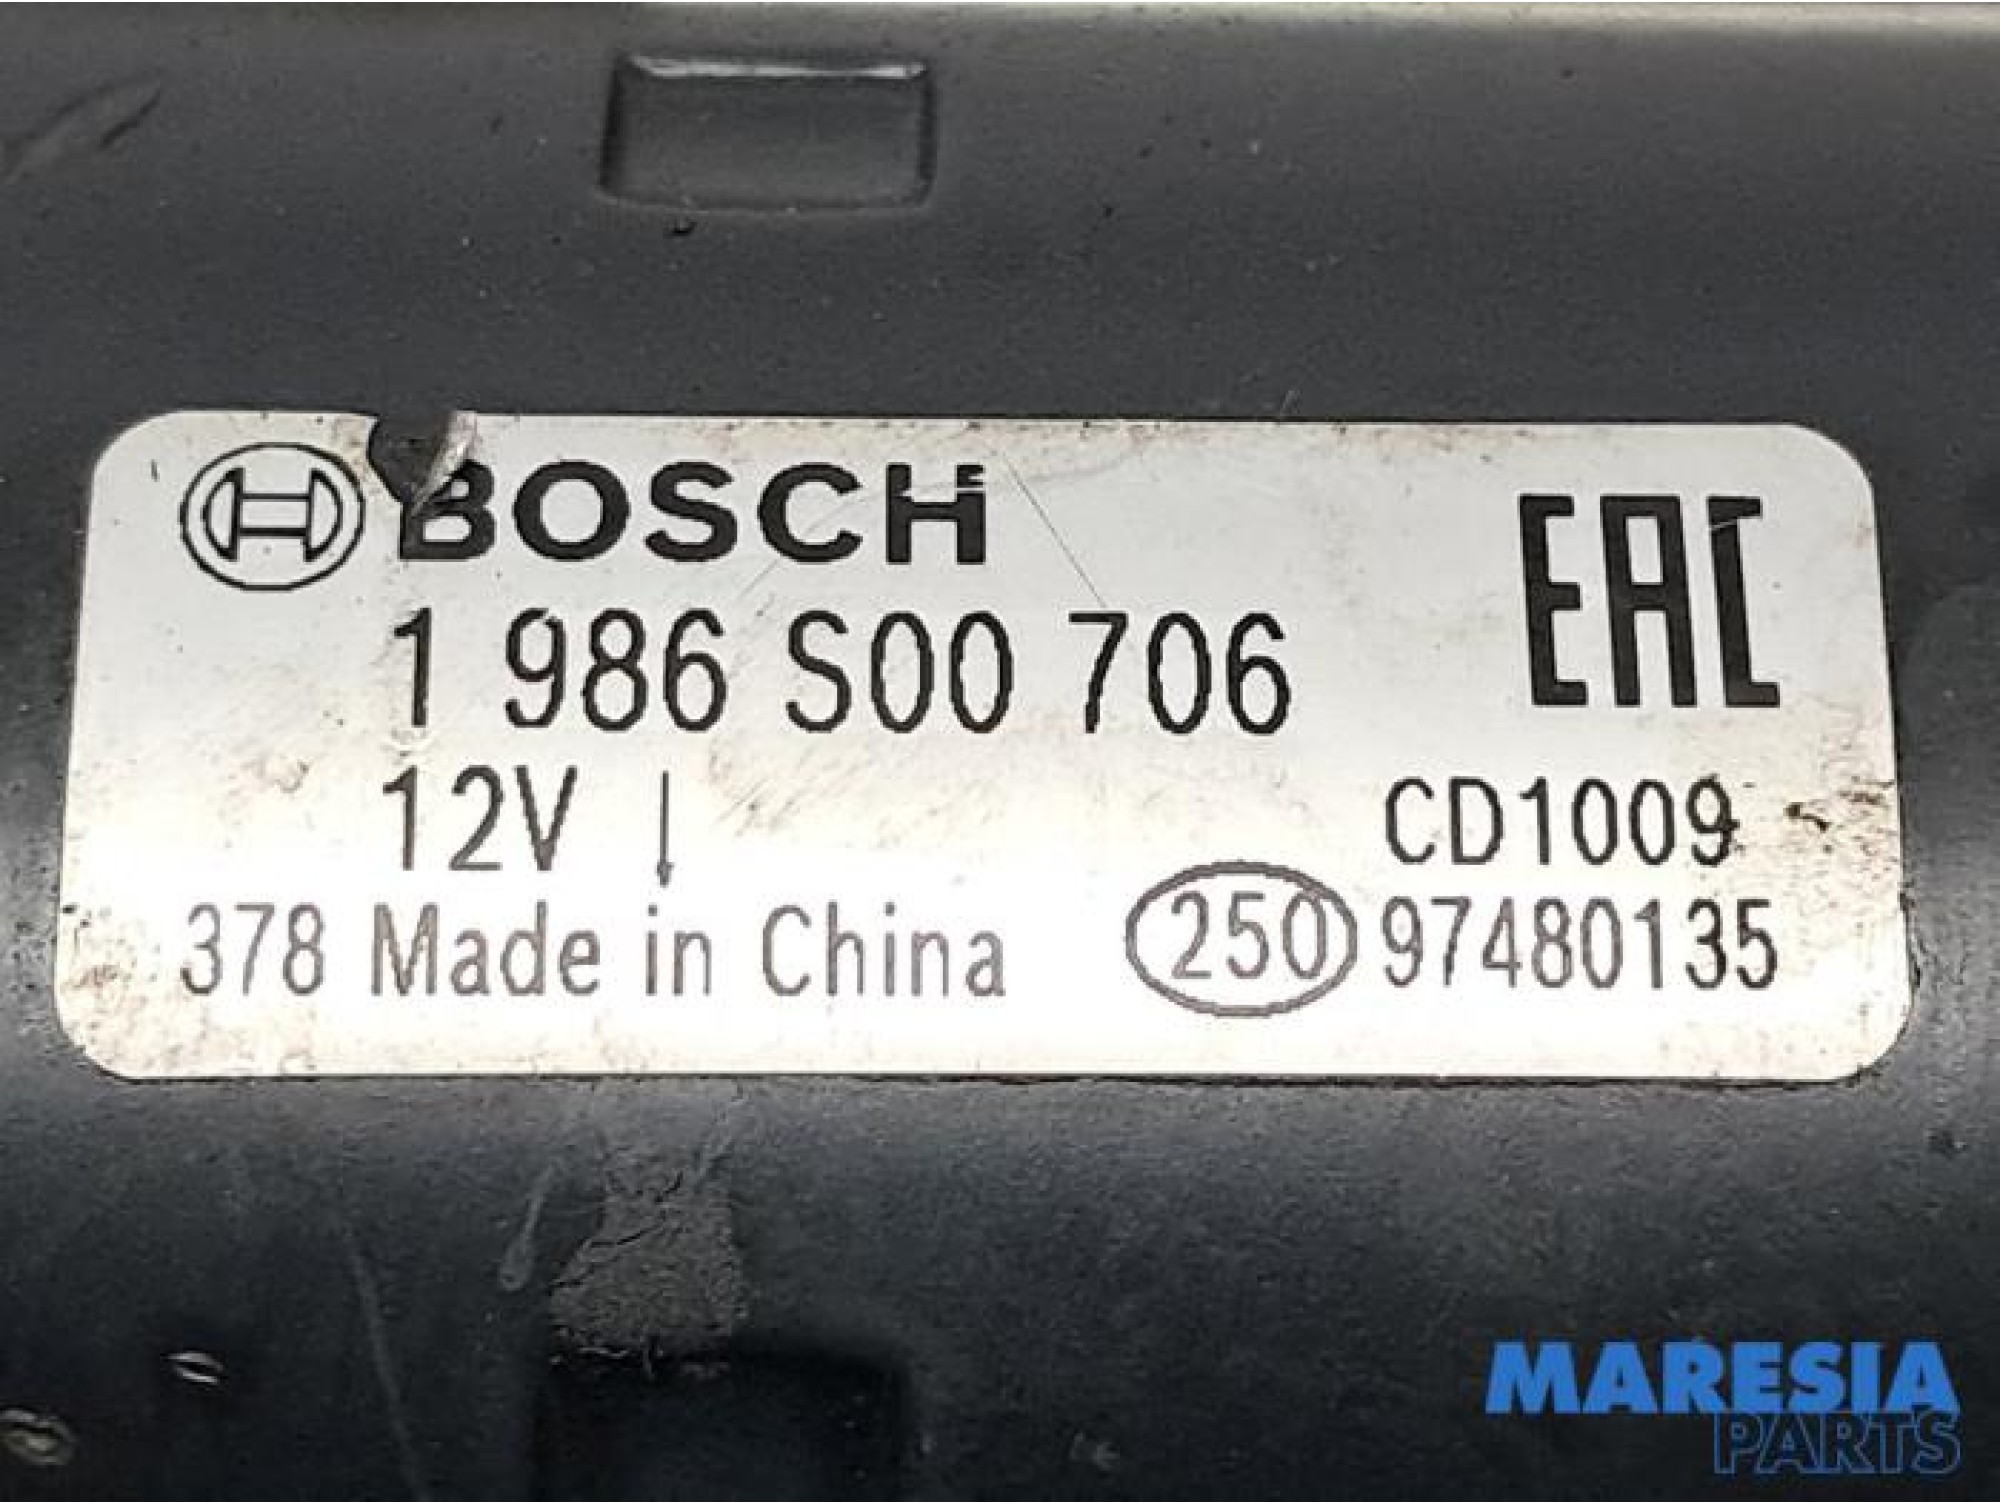 BOSCH
EAC
1 986 S00 706
12V ↓
CD1009
378 Made in China
250 97480135
MARESIA
PARTS